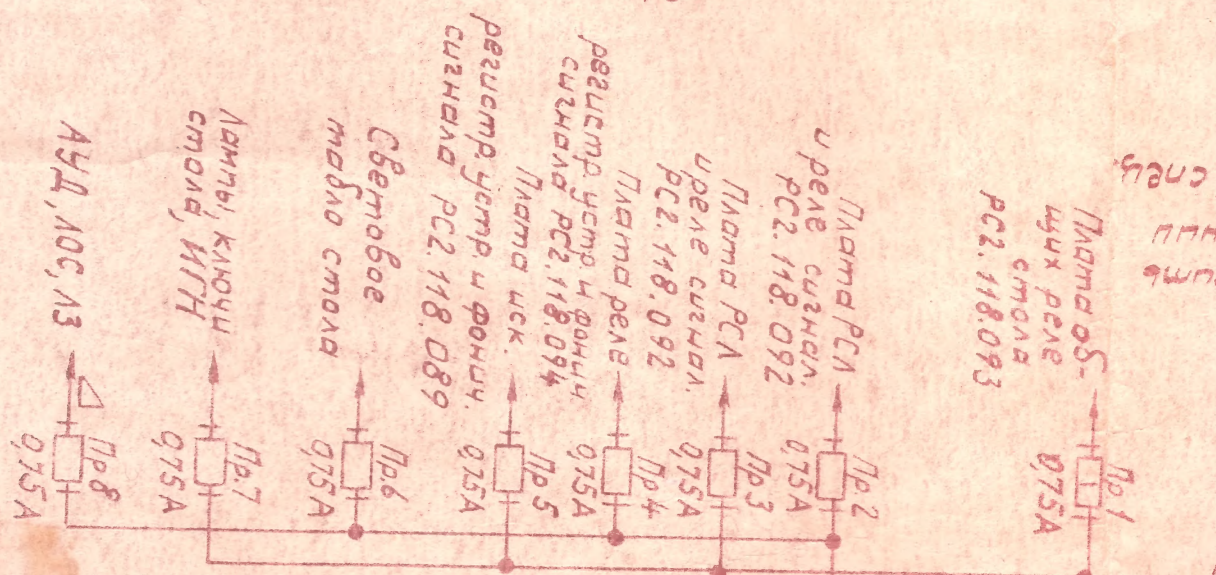 Плата об-
щих реле
стола
РС2.118.093
Пр.1
0,75А
Плата РСЛ
и реле сигнал.
РС2.118.092
Пр.2
0,75А
Плата РСЛ
и реле сигнал.
РС2.118.092
Пр.3
0,75А
Плата реле
регистр.устр. и фонич
сигнала РС2.118.094
Пр.4
0,75А
Плата иск.
регистр.устр. и фонич.
сигнала РС2.118.089
Пр.5
0,75А
Световое
табло стола
Пр.6
0,75А
Лампы, ключи
стола, ИГН
Пр.7
0,75А
АУД, ЛОС, ЛЗ
Пр.8
0,75А
спец.